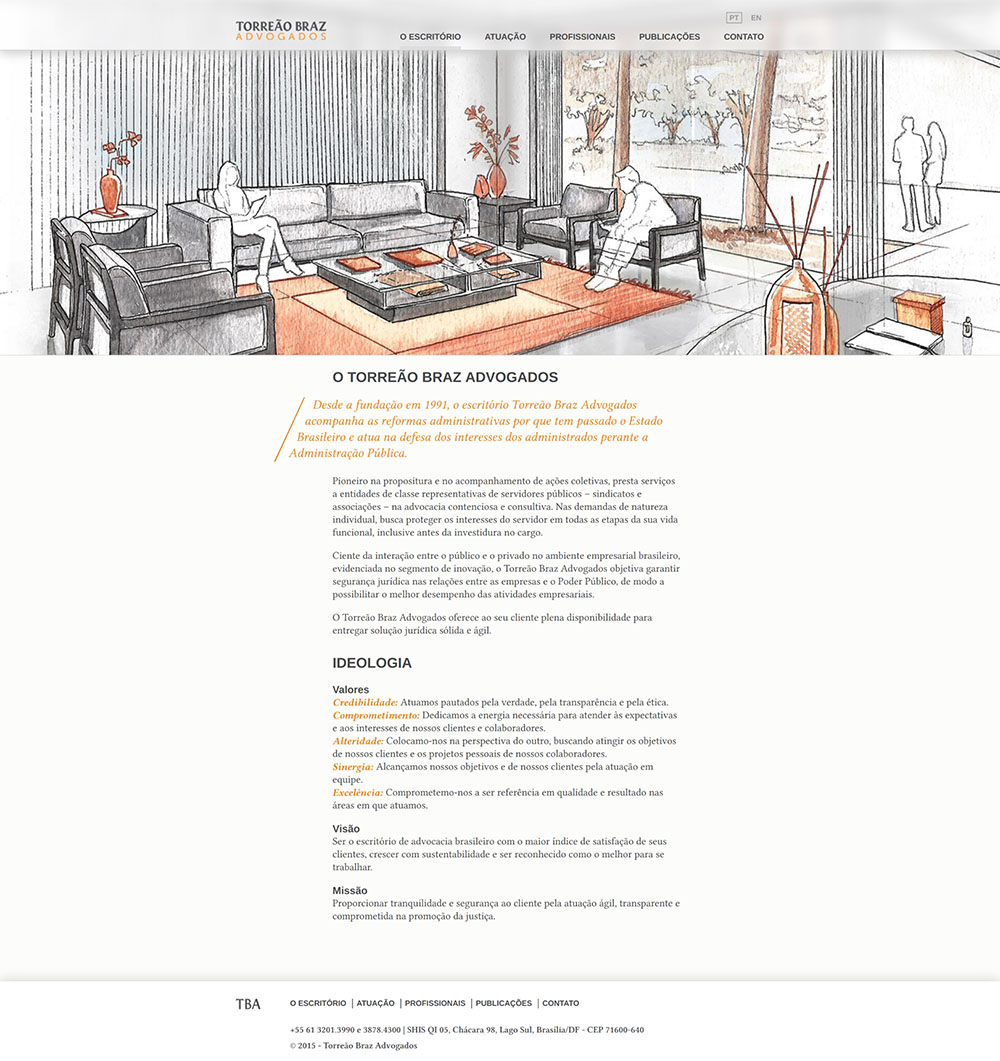 PT EN
TORREÃO BRAZ
ADVOGADOS
O ESCRITÓRIO ATUAÇÃO PROFISSIONAIS PUBLICAÇÕES CONTATO
O TORREÃO BRAZ ADVOGADOS
Desde a fundação em 1991, o escritório Torreão Braz Advogados
acompanha as reformas administrativas por que tem passado o Estado
Brasileiro e atua na defesa dos interesses dos administrados perante a
Administração Pública.
Pioneiro na propositura e no acompanhamento de ações coletivas, presta serviços
a entidades de classe representativas de servidores públicos – sindicatos e
associações – na advocacia contenciosa e consultiva. Nas demandas de natureza
individual, busca proteger os interesses do servidor em todas as etapas da sua vida
funcional, inclusive antes da investidura no cargo.
Ciente da interação entre o público e o privado no ambiente empresarial brasileiro,
evidenciada no segmento de inovação, o Torreão Braz Advogados objetiva garantir
segurança jurídica nas relações entre as empresas e o Poder Público, de modo a
possibilitar o melhor desempenho das atividades empresariais.
O Torreão Braz Advogados oferece ao seu cliente plena disponibilidade para
entregar solução jurídica sólida e ágil.
IDEOLOGIA
Valores
Credibilidade: Atuamos pautados pela verdade, pela transparência e pela ética.
Comprometimento: Dedicamos a energia necessária para atender às expectativas
e aos interesses de nossos clientes e colaboradores.
Alteridade: Colocamo-nos na perspectiva do outro, buscando atingir os objetivos
de nossos clientes e os projetos pessoais de nossos colaboradores.
Sinergia: Alcançamos nossos objetivos e de nossos clientes pela atuação em
equipe.
Excelência: Comprometemo-nos a ser referência em qualidade e resultado nas
áreas em que atuamos.
Visão
Ser o escritório de advocacia brasileiro com o maior índice de satisfação de seus
clientes, crescer com sustentabilidade e ser reconhecido como o melhor para se
trabalhar.
Missão
Proporcionar tranquilidade e segurança ao cliente pela atuação ágil, transparente e
comprometida na promoção da justiça.
TBA O ESCRITÓRIO | ATUAÇÃO | PROFISSIONAIS | PUBLICAÇÕES | CONTATO
+55 61 3201.3990 e 3878.4300 | SHIS QI 05, Chácara 98, Lago Sul, Brasília/DF - CEP 71600-640
© 2015 - Torreão Braz Advogados